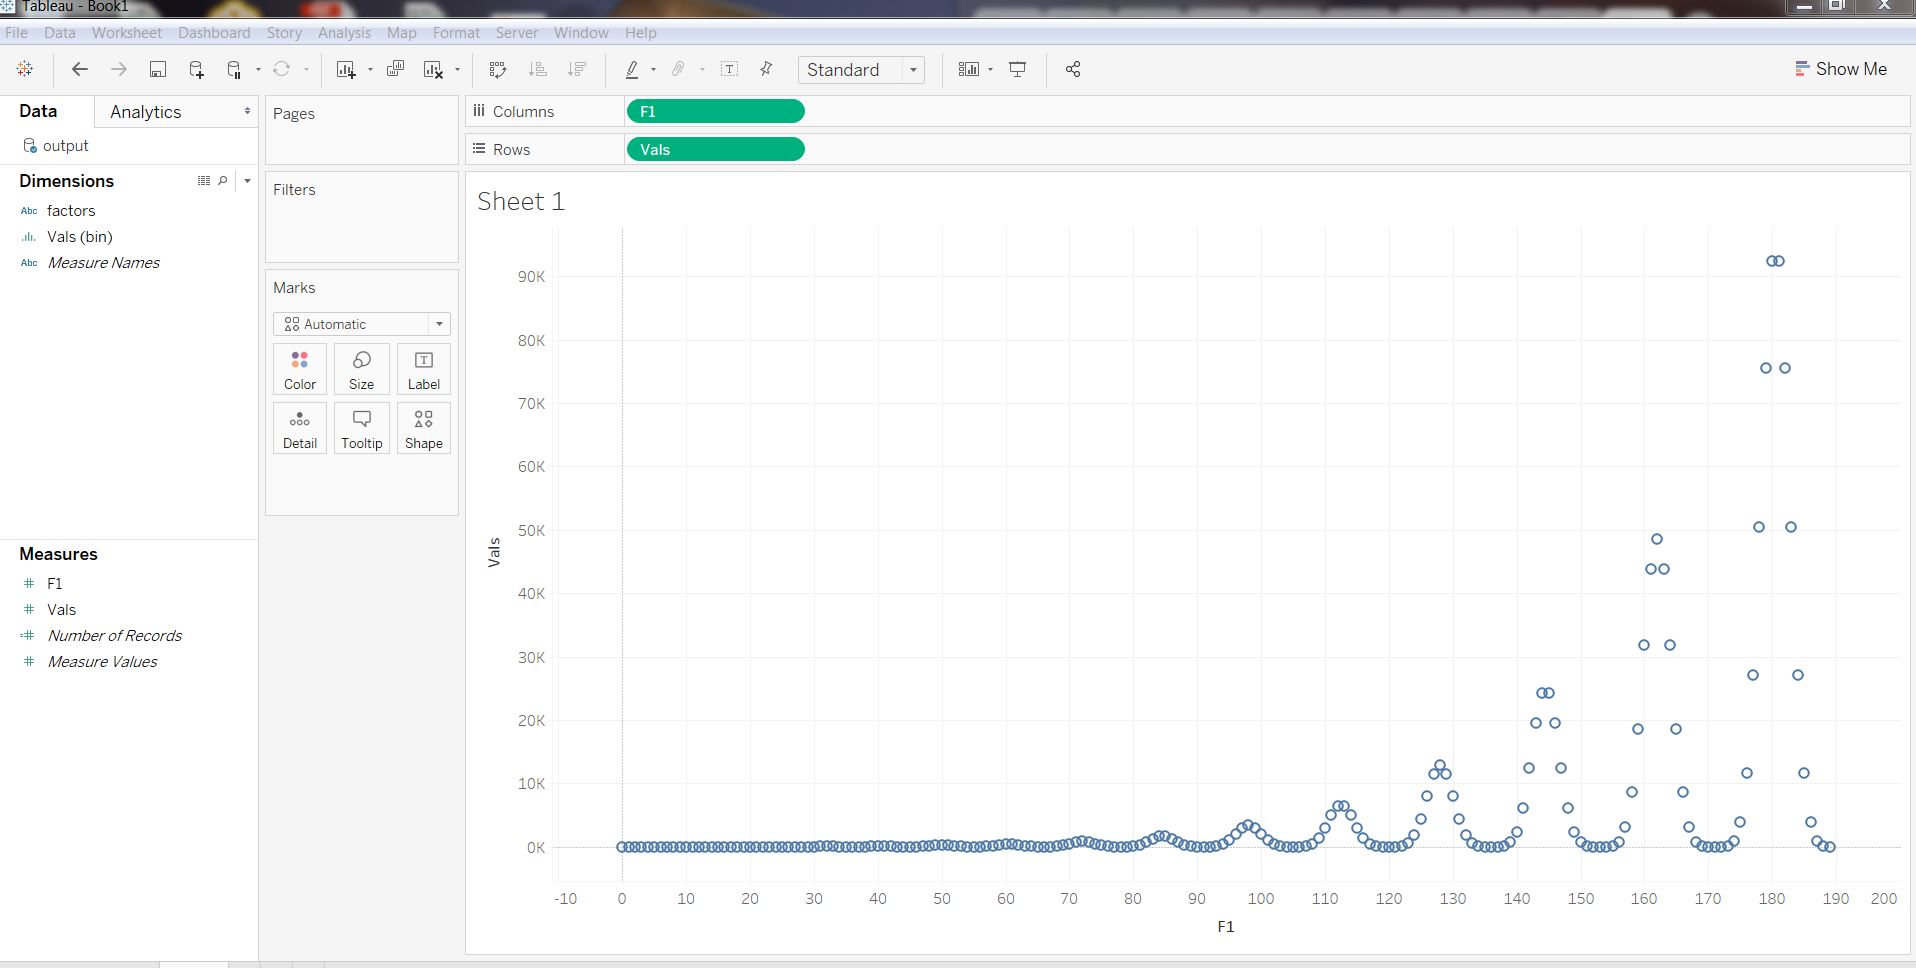 Tableau - Book1
File Data Worksheet Dashboard Story Analysis Map Format Server Window Help
Standard
Show Me
Data Analytics
output
Dimensions
Abc factors
Vals (bin)
Abc Measure Names
Measures
# F1
# Vals
=# Number of Records
# Measure Values
Pages
Filters
Marks
Automatic
Color Size Label
Detail Tooltip Shape
Columns F1
Rows Vals
Sheet 1
90K
80K
70K
60K
50K
40K
30K
20K
10K
0K
Vals
-10 0 10 20 30 40 50 60 70 80 90 100 110 120 130 140 150 160 170 180 190 200
F1